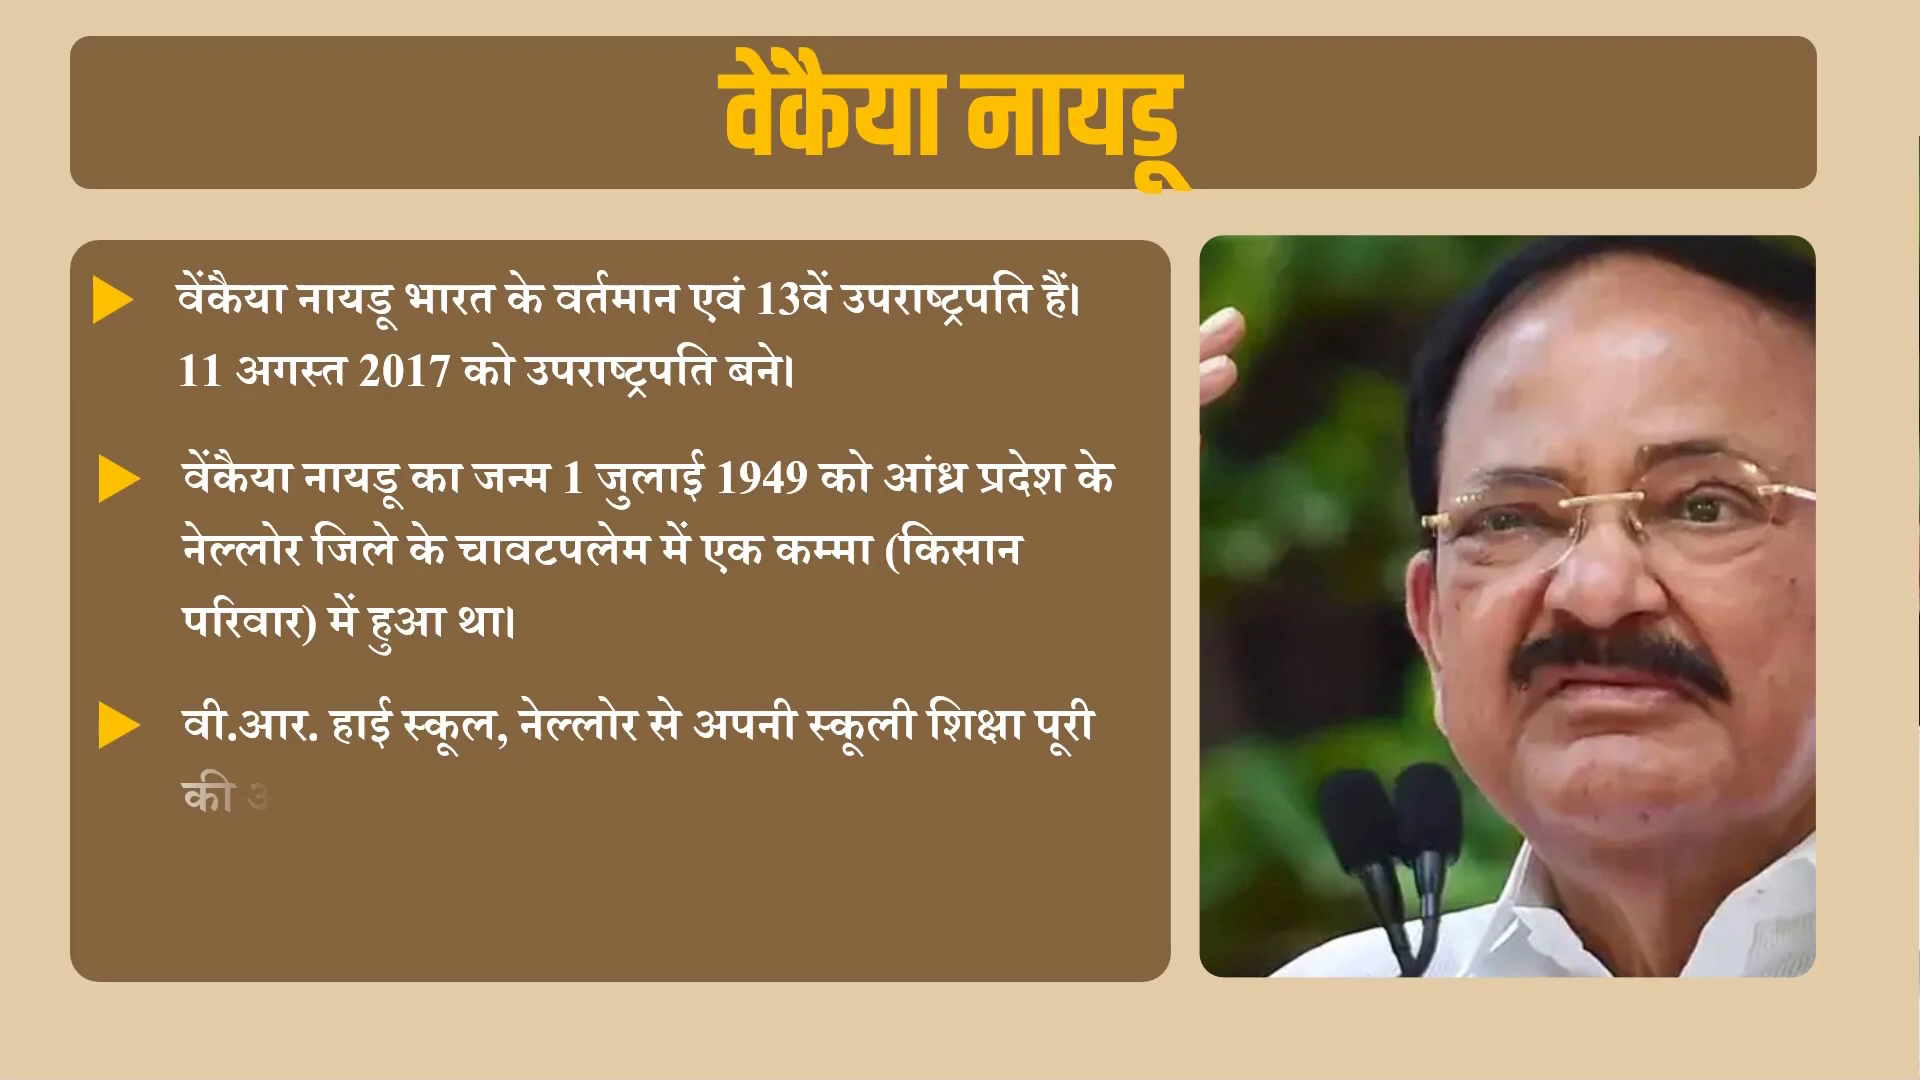 वेकैया नायडू
वेंकैया नायडू भारत के वर्तमान एवं 13वें उपराष्ट्रपति हैं।
11 अगस्त 2017 को उपराष्ट्रपति बने।
वेंकैया नायडू का जन्म 1 जुलाई 1949 को आंध्र प्रदेश के
नेल्लोर जिले के चावटपलेम में एक कम्मा (किसान
परिवार) में हुआ था।
वी.आर. हाई स्कूल, नेल्लोर से अपनी स्कूली शिक्षा पूरी
की